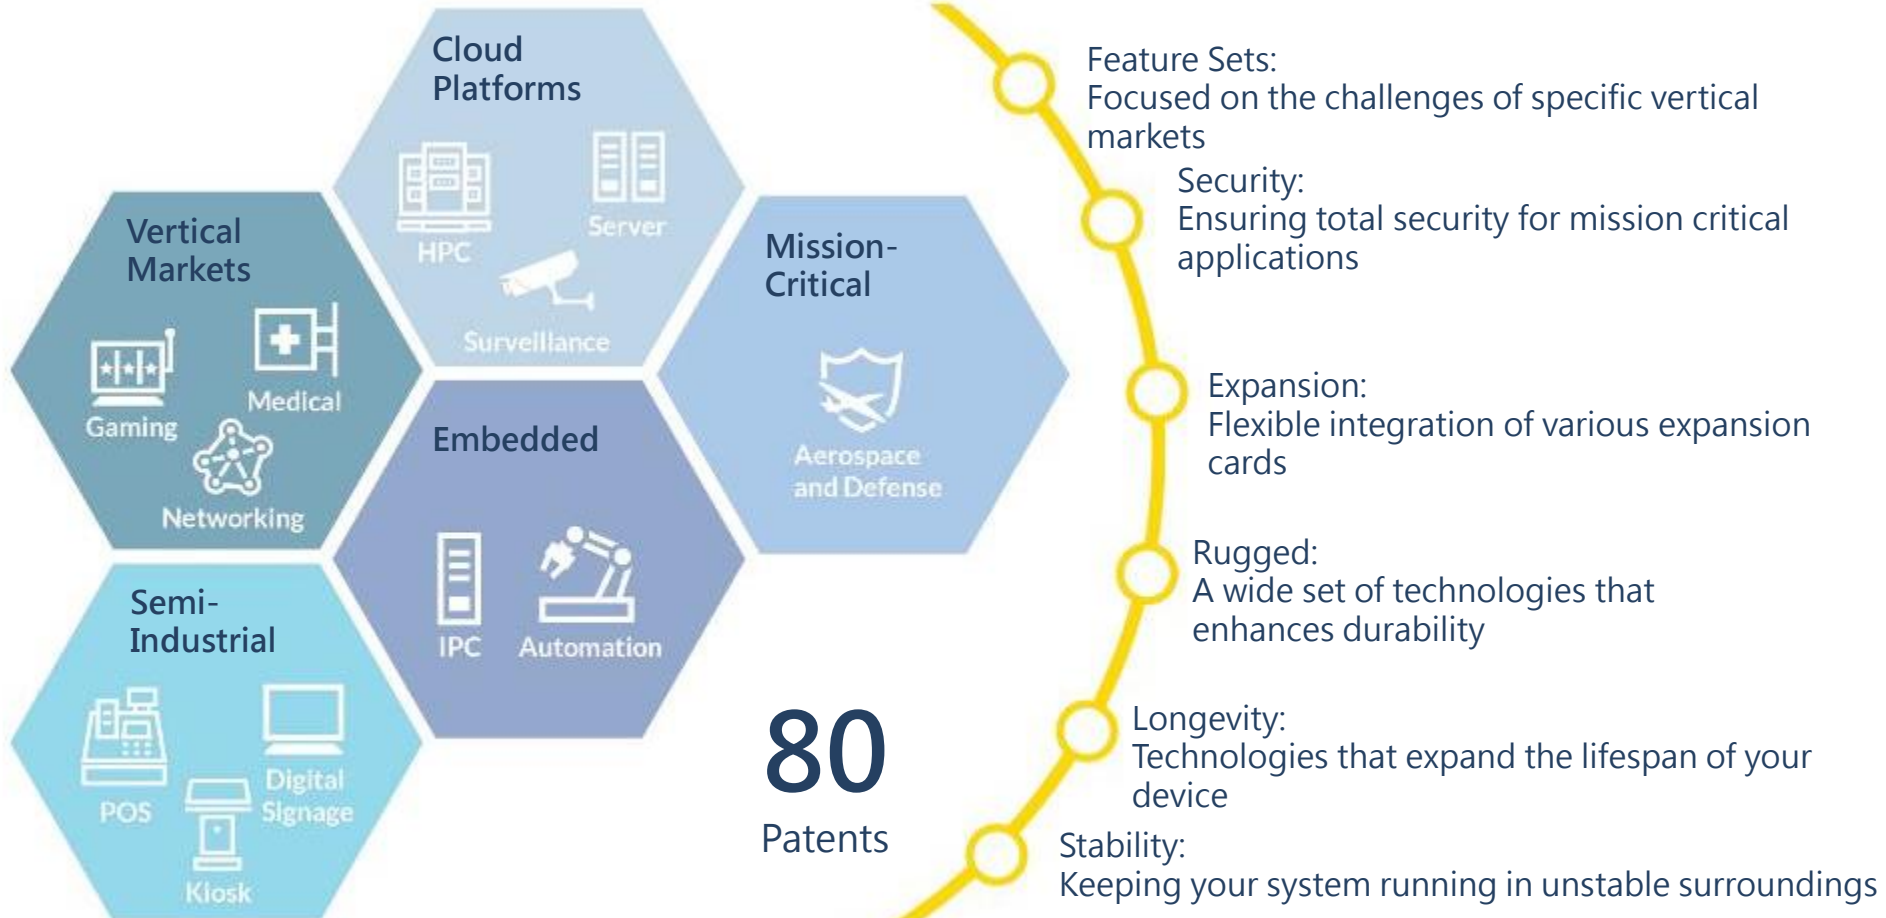 Cloud
Platforms
HPC
Server
Surveillance
Vertical
Markets
Gaming
Medical
Networking
Mission-
Critical
Aerospace
and Defense
Embedded
IPC
Automation
Semi-
Industrial
POS
Digital
Signage
Kiosk
80
Patents
Feature Sets:
Focused on the challenges of specific vertical
markets
Security:
Ensuring total security for mission critical
applications
Expansion:
Flexible integration of various expansion
cards
Rugged:
A wide set of technologies that
enhances durability
Longevity:
Technologies that expand the lifespan of your
device
Stability:
Keeping your system running in unstable surroundings